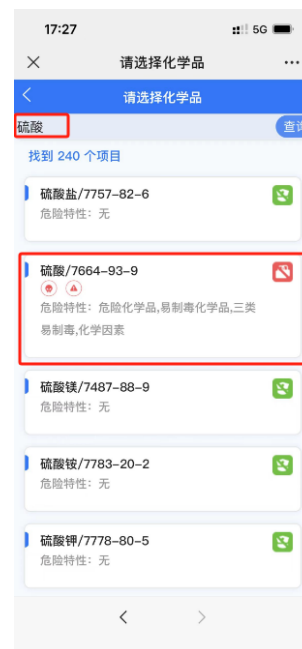 17:27
5G
请选择化学品
请选择化学品
硫酸
查询
找到 240 个项目
硫酸盐/7757-82-6
危险特性：无
硫酸/7664-93-9
危险特性：危险化学品,易制毒化学品,三类
易制毒,化学因素
硫酸镁/7487-88-9
危险特性：无
硫酸铵/7783-20-2
危险特性：无
硫酸钾/7778-80-5
危险特性：无